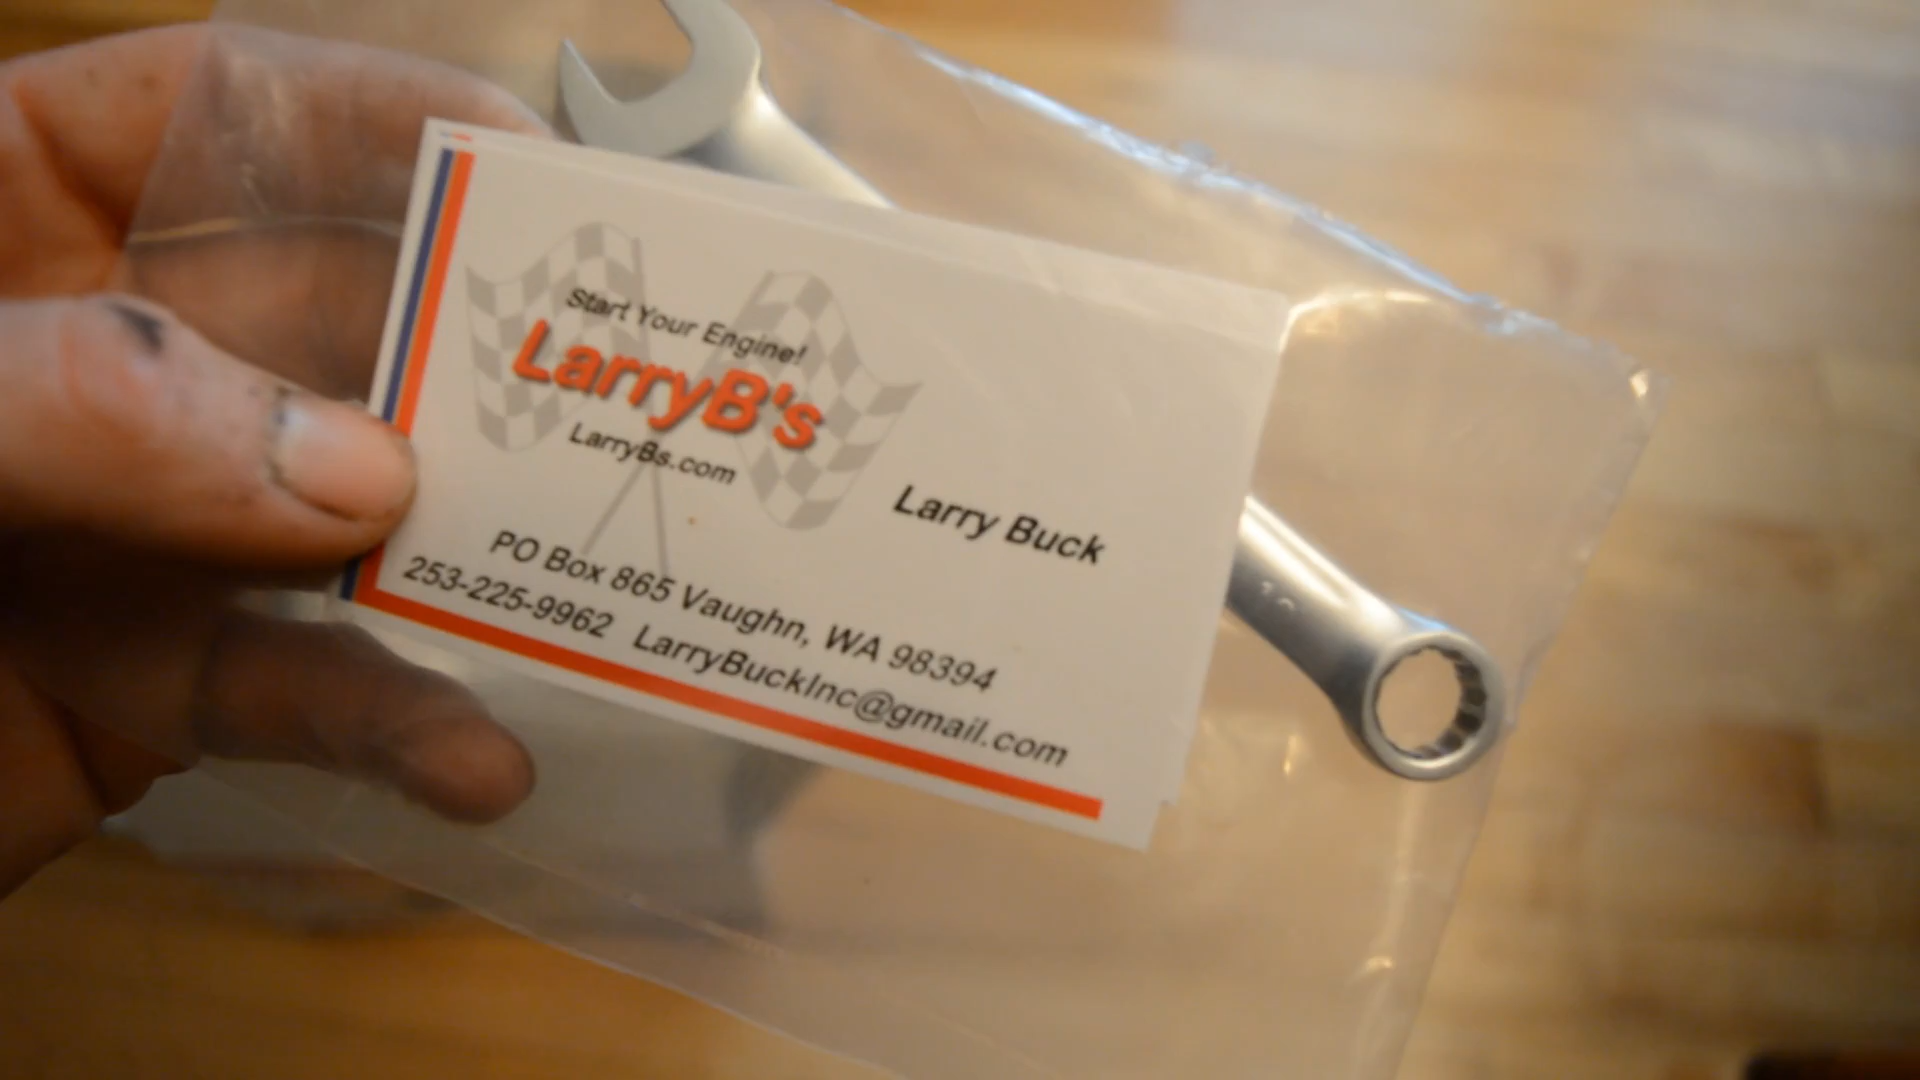 Start Your Engine!
LarryB's
LarryBs.com
Larry Buck
PO Box 865 Vaughn, WA 98394
253-225-9962 LarryBuckInc@gmail.com